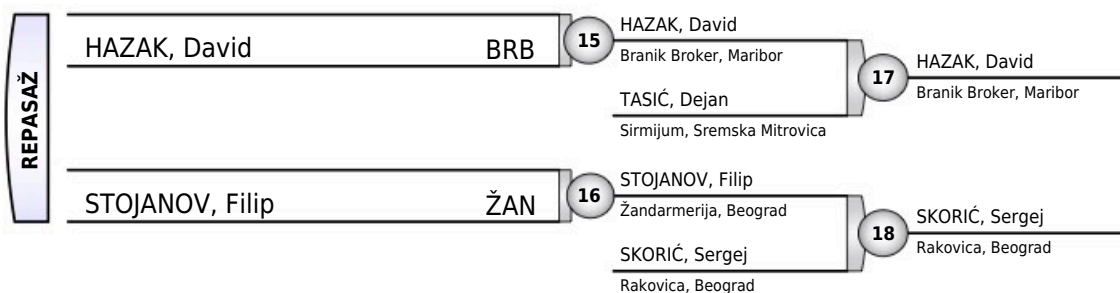 REPASAŽ
HAZAK, David BRB
15
HAZAK, David
Branik Broker, Maribor
TASIĆ, Dejan
Sirmijum, Sremska Mitrovica
17
HAZAK, David
Branik Broker, Maribor
STOJANOV, Filip ŽAN
16
STOJANOV, Filip
Žandarmerija, Beograd
SKORIĆ, Sergej
Rakovica, Beograd
18
SKORIĆ, Sergej
Rakovica, Beograd